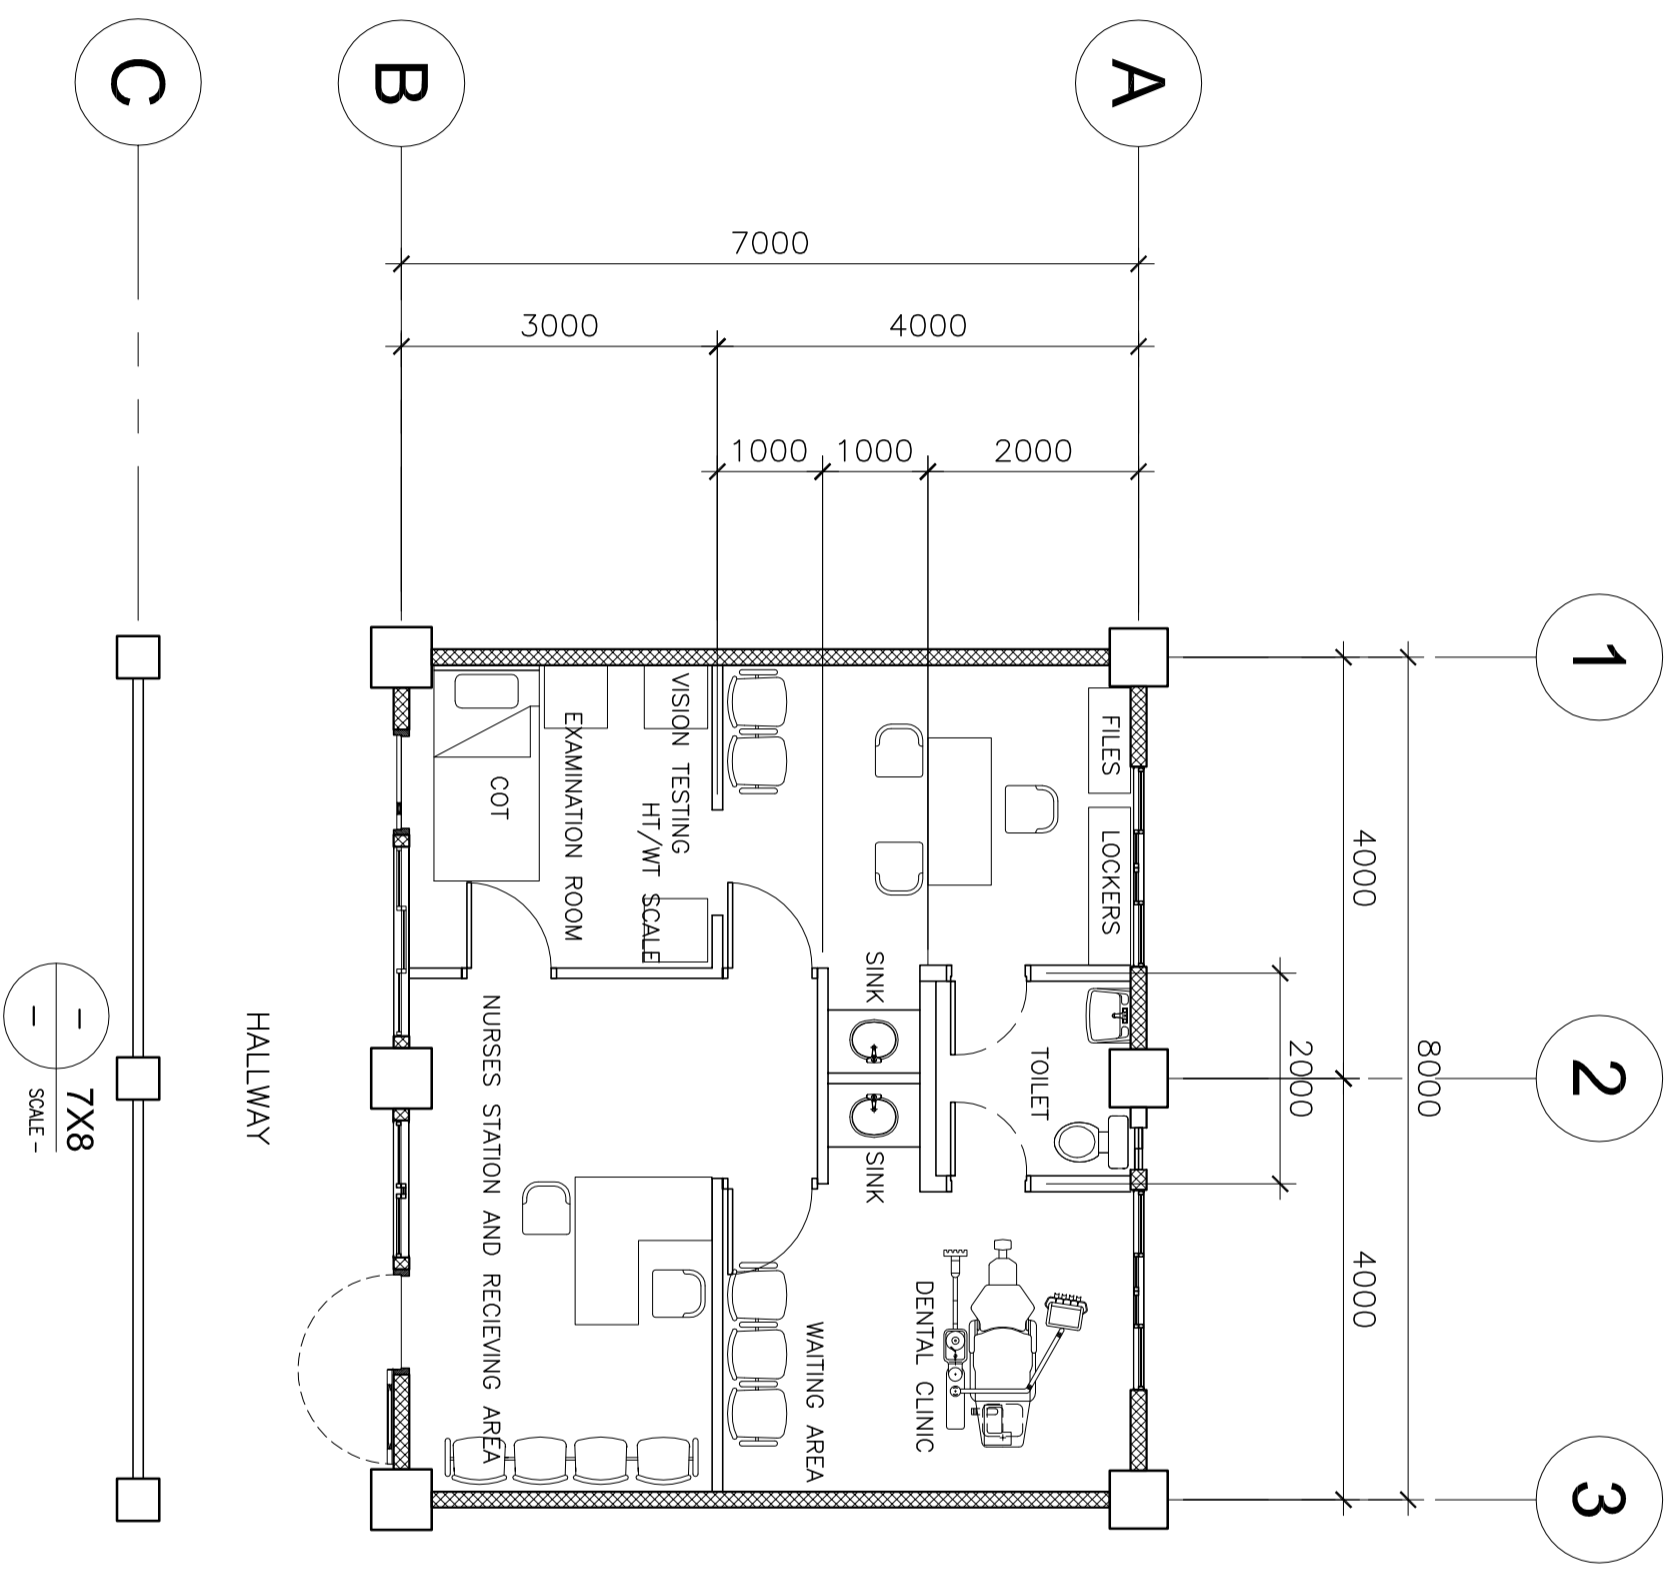 1
2
3
8000
4000
4000
2000
A
B
C
7000
4000
3000
2000
1000
1000
FILES
LOCKERS
TOILET
SINK
SINK
DENTAL CLINIC
WAITING AREA
VISION TESTING
HT/WT SCALE
EXAMINATION ROOM
COT
NURSES STATION AND RECIEVING AREA
HALLWAY
–
–
7X8
SCALE -